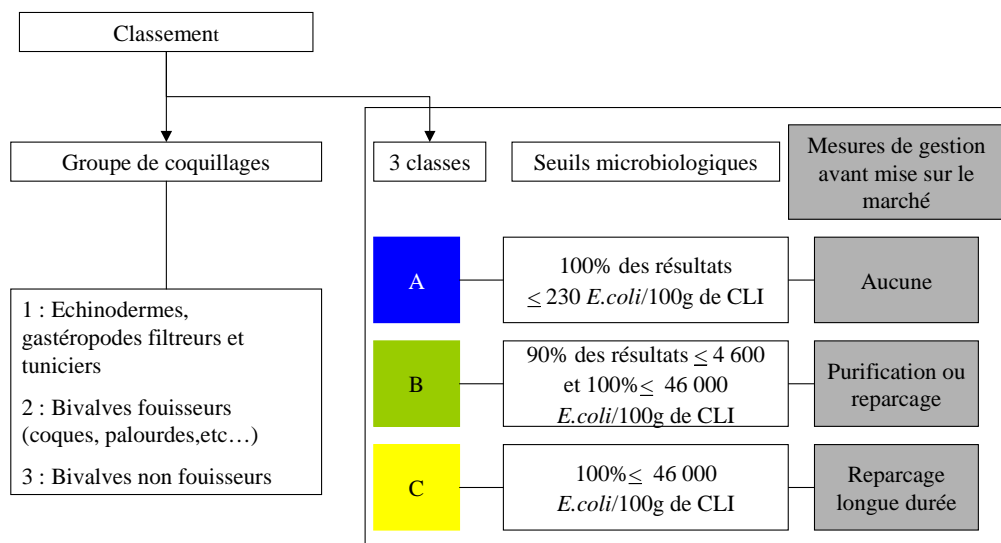 Classement
Groupe de coquillages
3 classes
Seuils microbiologiques
Mesures de gestion
avant mise sur le
marché
1 : Echinodermes,
gastéropodes filtreurs et
tuniciers
2 : Bivalves fouisseurs
(coques, palourdes,etc…)
3 : Bivalves non fouisseurs
A
100% des résultats
≤ 230 E.coli/100g de CLI
Aucune
B
90% des résultats ≤ 4 600
et 100%≤ 46 000
E.coli/100g de CLI
Purification ou
reparcage
C
100%≤ 46 000
E.coli/100g de CLI
Reparcage
longue durée